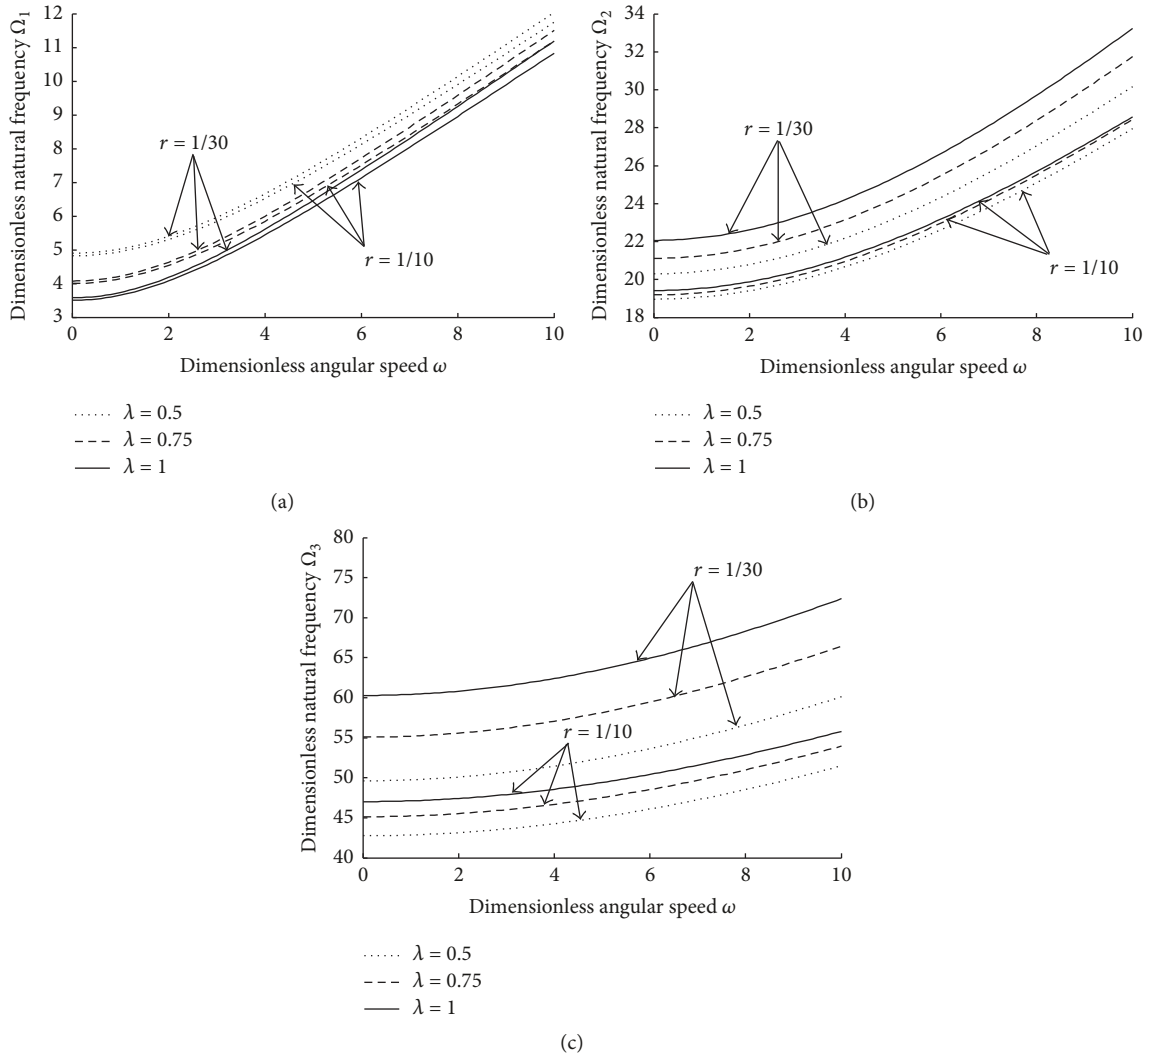 Dimensionless natural frequency Ω₁
12
11
10
9
8
7
6
5
4
3
r = 1/30
r = 1/10
0 2 4 6 8 10
Dimensionless angular speed ω
λ = 0.5
λ = 0.75
λ = 1
(a)
Dimensionless natural frequency Ω₂
34
32
30
28
26
24
22
20
18
r = 1/30
r = 1/10
0 2 4 6 8 10
Dimensionless angular speed ω
λ = 0.5
λ = 0.75
λ = 1
(b)
Dimensionless natural frequency Ω₃
80
75
70
65
60
55
50
45
40
r = 1/30
r = 1/10
0 2 4 6 8 10
Dimensionless angular speed ω
λ = 0.5
λ = 0.75
λ = 1
(c)